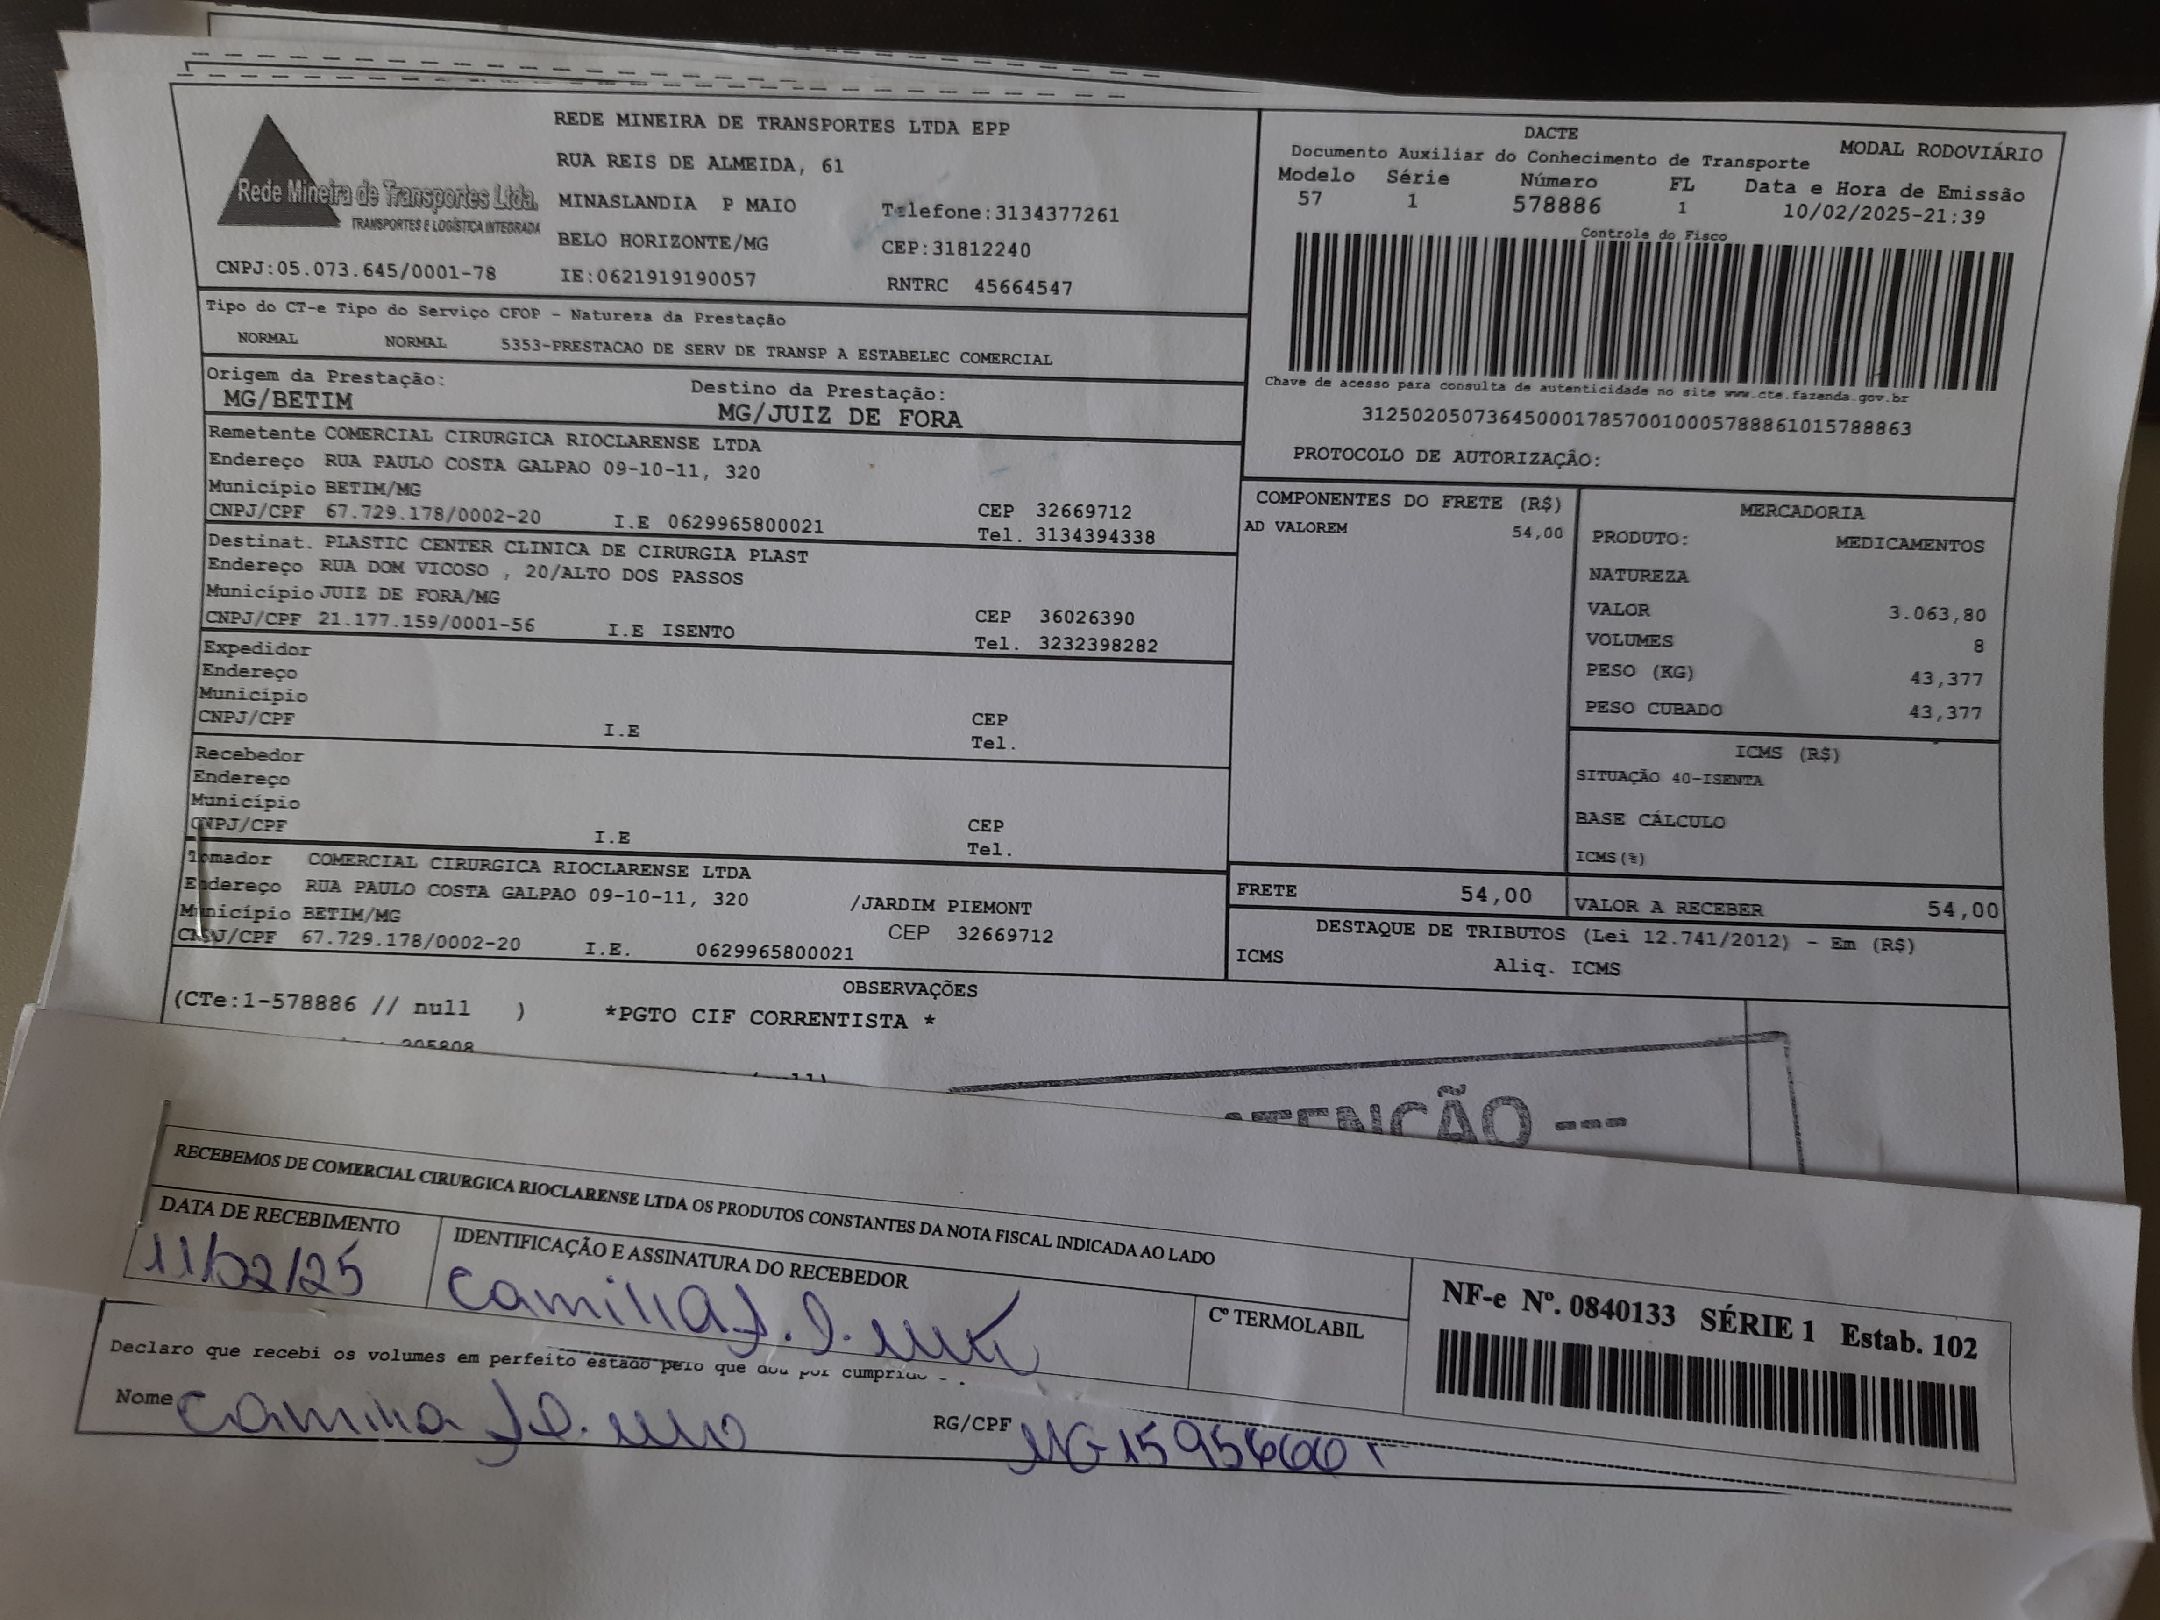 REDE MINEIRA DE TRANSPORTES LTDA EPP
RUA REIS DE ALMEIDA, 61
Rede Mineira de Transportes Ltda.
TRANSPORTES E LOGÍSTICA INTEGRADA
MINASLANDIA P MAIO Telefone:3134377261
BELO HORIZONTE/MG CEP:31812240
CNPJ:05.073.645/0001-78 IE:0621919190057 RNTRC 45664547
DACTE
Documento Auxiliar do Conhecimento de Transporte MODAL RODOVIÁRIO
Modelo Série Número FL Data e Hora de Emissão
57 1 578886 1 10/02/2025-21:39
Controle do Fisco
Chave de acesso para consulta de autenticidade no site www.cte.fazenda.gov.br
31250205073645000178570010005788861015788863
PROTOCOLO DE AUTORIZAÇÃO:
Tipo do CT-e Tipo do Serviço CFOP - Natureza da Prestação
NORMAL NORMAL 5353-PRESTACAO DE SERV DE TRANSP A ESTABELEC COMERCIAL
Origem da Prestação: Destino da Prestação:
MG/BETIM MG/JUIZ DE FORA
Remetente COMERCIAL CIRURGICA RIOCLARENSE LTDA
Endereço RUA PAULO COSTA GALPAO 09-10-11, 320
Município BETIM/MG CEP 32669712
CNPJ/CPF 67.729.178/0002-20 I.E 0629965800021 Tel. 3134394338
Destinat. PLASTIC CENTER CLINICA DE CIRURGIA PLAST
Endereço RUA DOM VICOSO , 20/ALTO DOS PASSOS
Município JUIZ DE FORA/MG CEP 36026390
CNPJ/CPF 21.177.159/0001-56 I.E ISENTO Tel. 3232398282
Expedidor
Endereço
Município CEP
CNPJ/CPF I.E Tel.
Recebedor
Endereço
Município CEP
CNPJ/CPF I.E Tel.
Tomador COMERCIAL CIRURGICA RIOCLARENSE LTDA
Endereço RUA PAULO COSTA GALPAO 09-10-11, 320 /JARDIM PIEMONT
Município BETIM/MG CEP 32669712
CNPJ/CPF 67.729.178/0002-20 I.E. 0629965800021
COMPONENTES DO FRETE (R$)
AD VALOREM 54,00
MERCADORIA
PRODUTO: MEDICAMENTOS
NATUREZA
VALOR 3.063,80
VOLUMES 8
PESO (KG) 43,377
PESO CUBADO 43,377
ICMS (R$)
SITUAÇÃO 40-ISENTA
BASE CÁLCULO
ICMS(%)
FRETE 54,00 VALOR A RECEBER 54,00
DESTAQUE DE TRIBUTOS (Lei 12.741/2012) - Em (R$)
ICMS Aliq. ICMS
OBSERVAÇÕES
(CTe:1-578886 // null ) *PGTO CIF CORRENTISTA *
205808
ATENÇÃO ---
RECEBEMOS DE COMERCIAL CIRURGICA RIOCLARENSE LTDA OS PRODUTOS CONSTANTES DA NOTA FISCAL INDICADA AO LADO
DATA DE RECEBIMENTO IDENTIFICAÇÃO E ASSINATURA DO RECEBEDOR
11/02/25 Camilla
Cº TERMOLABIL
NF-e Nº. 0840133 SÉRIE 1 Estab. 102
Declaro que recebi os volumes em perfeito estado pelo que dou por cumprido
Nome Camilla RG/CPF